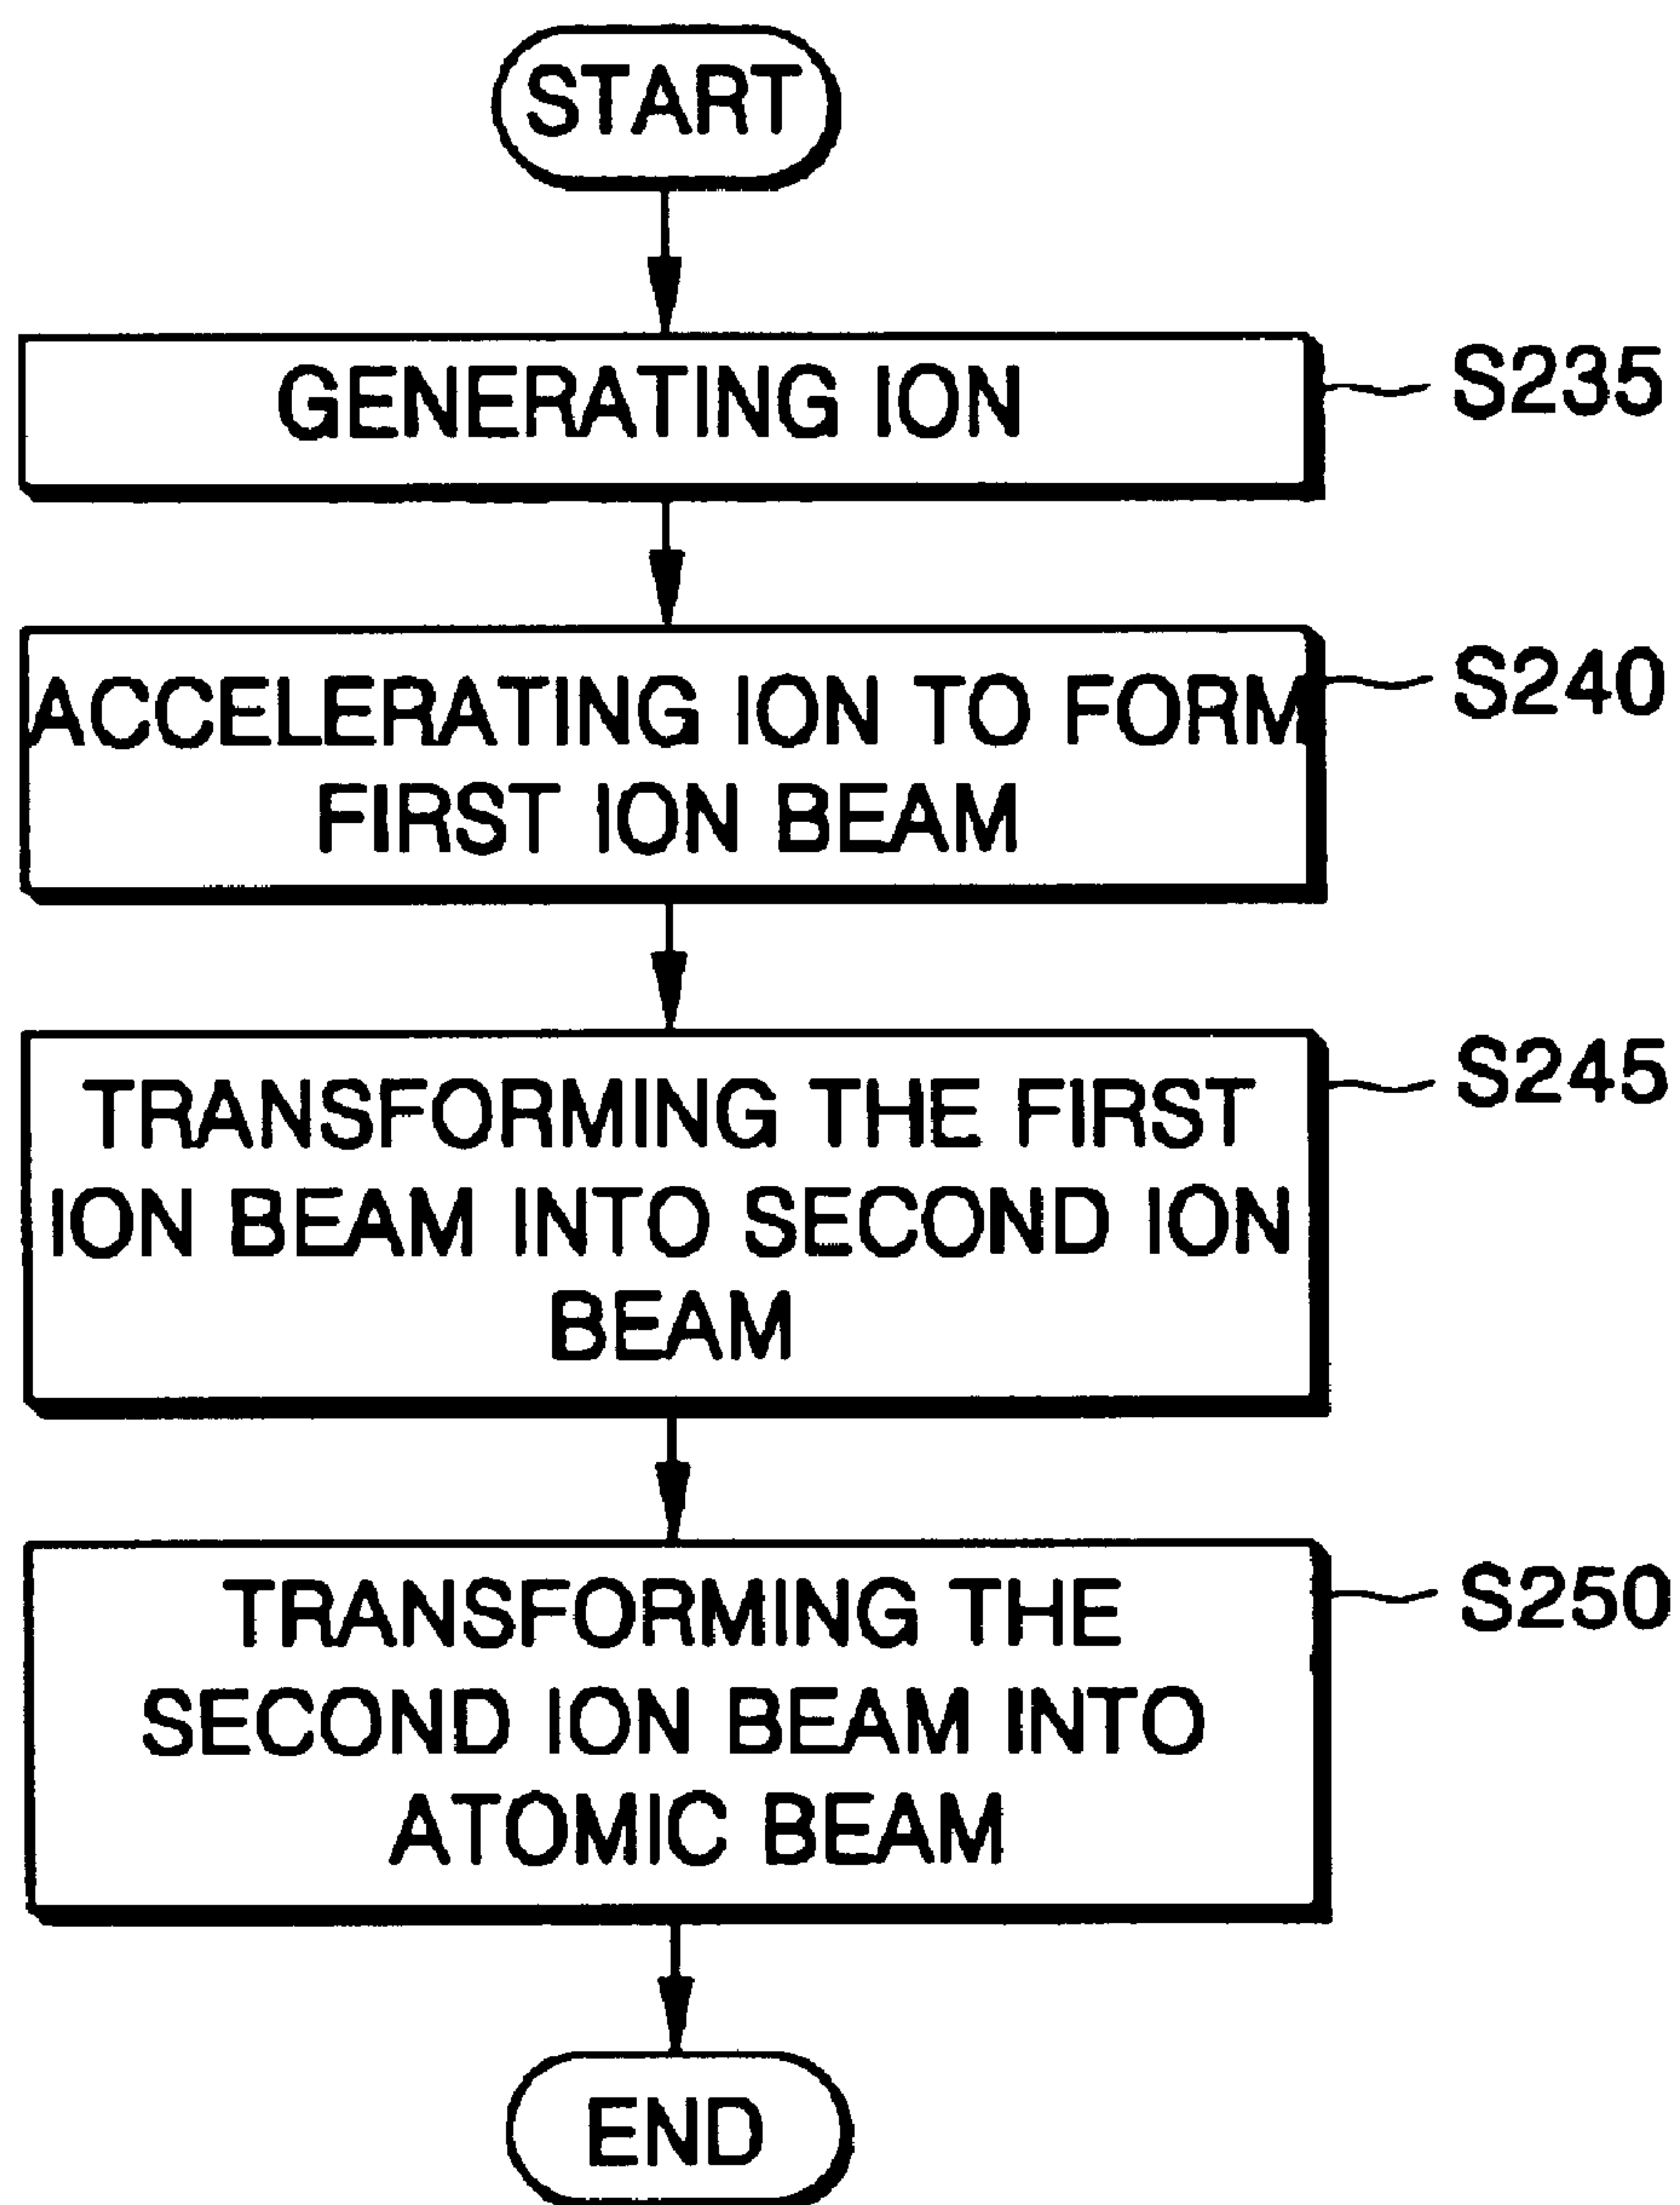 START
GENERATING ION
S235
ACCELERATING ION TO FORM
FIRST ION BEAM
S240
TRANSFORMING THE FIRST
ION BEAM INTO SECOND ION
BEAM
S245
TRANSFORMING THE
SECOND ION BEAM INTO
ATOMIC BEAM
S250
END